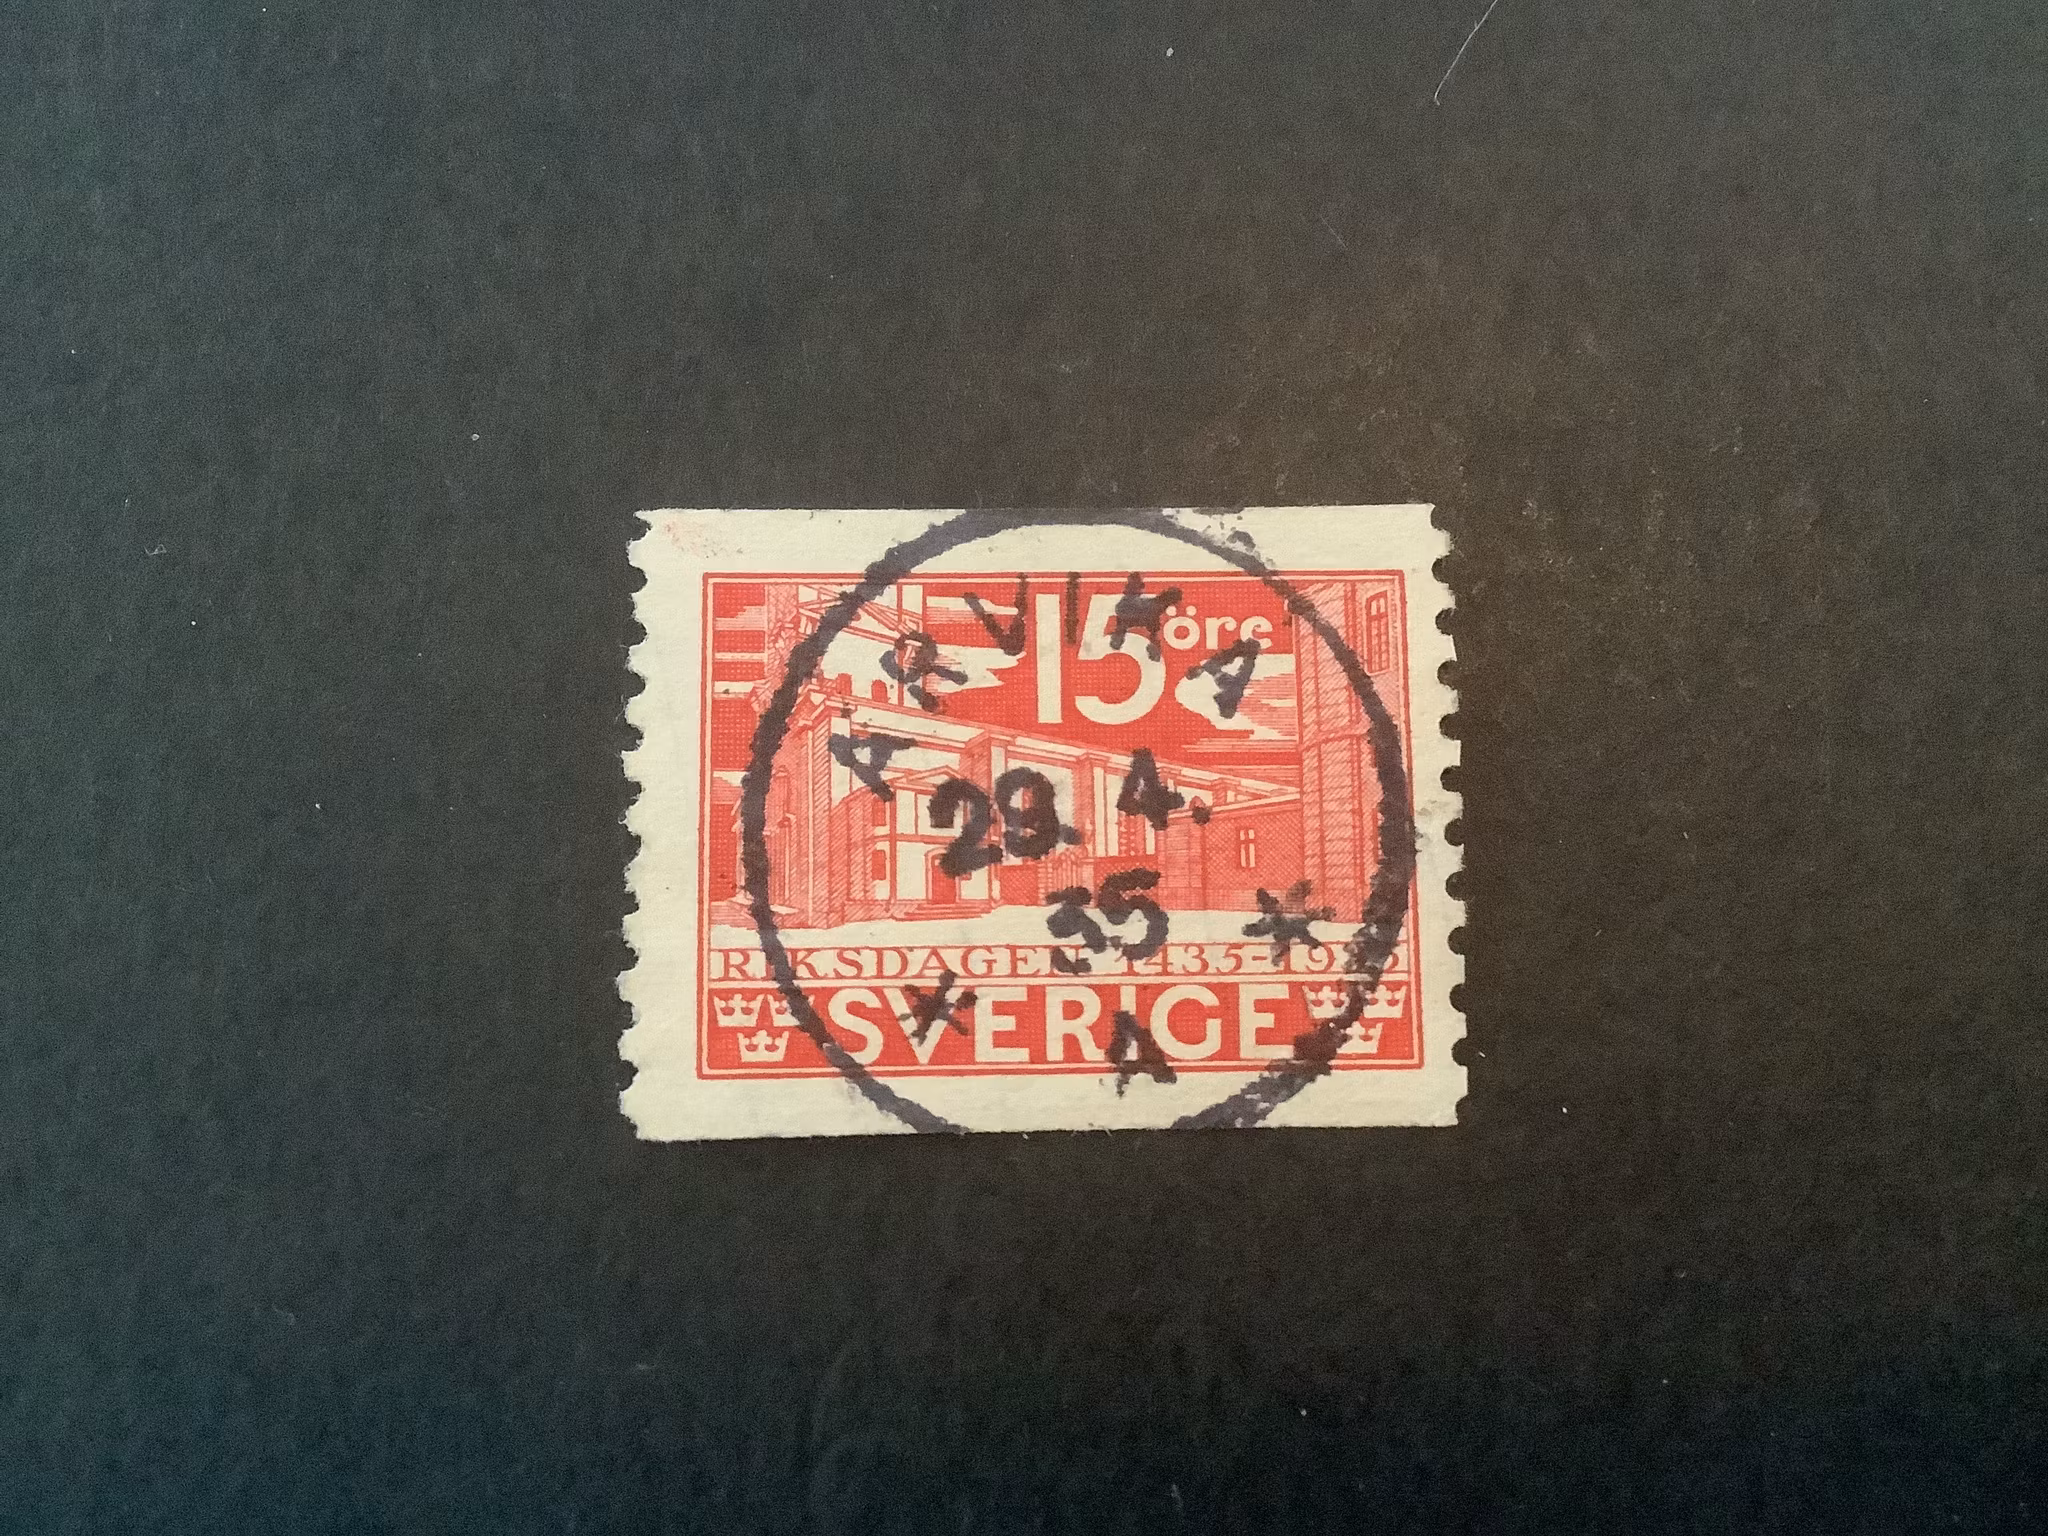 15 öre
RIKSDAGEN 1435-1935
SVERIGE
ARVIKA
29. 4.
35
* *
A